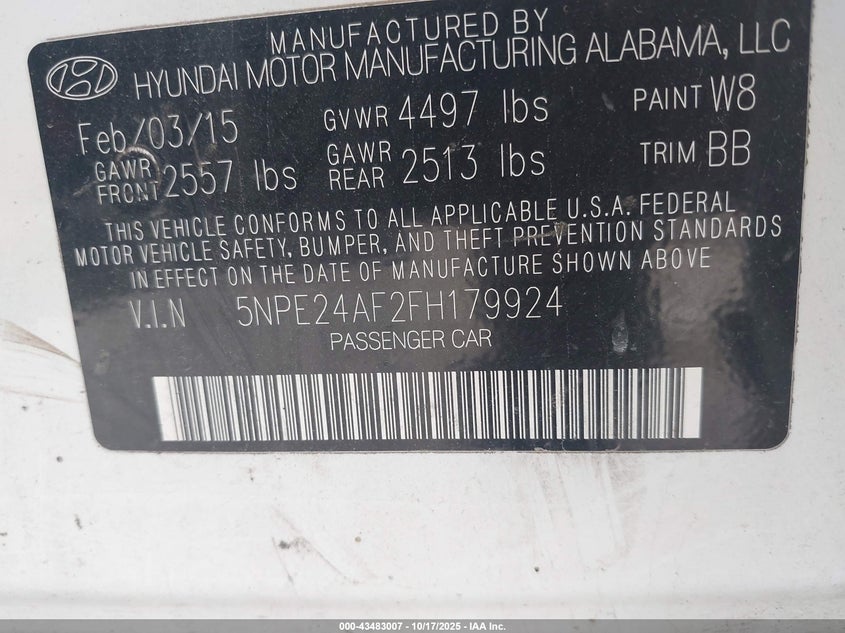 MANUFACTURED BY
HYUNDAI MOTOR MANUFACTURING ALABAMA, LLC
Feb/03/15 GVWR 4497 lbs PAINT W8
GAWR FRONT 2557 lbs GAWR REAR 2513 lbs TRIM BB
THIS VEHICLE CONFORMS TO ALL APPLICABLE U.S.A. FEDERAL
MOTOR VEHICLE SAFETY, BUMPER, AND THEFT PREVENTION STANDARDS
IN EFFECT ON THE DATE OF MANUFACTURE SHOWN ABOVE
V.I.N 5NPE24AF2FH179924
PASSENGER CAR
000-43483007 - 10/17/2025 - IAA Inc.